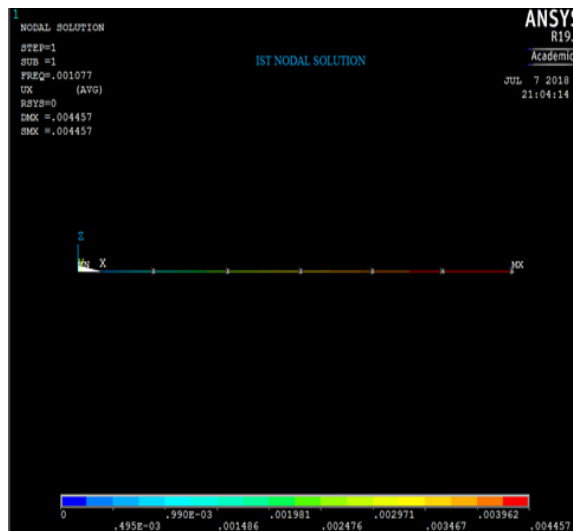 1
NODAL SOLUTION
STEP=1
SUB =1
FREQ=.001077
UX (AVG)
RSYS=0
DMX =.004457
SMX =.004457
IST NODAL SOLUTION
ANSYS
R19.
Academic
JUL 7 2018
21:04:14
Z
X
MX
0 .990E-03 .001981 .002971 .003962
.495E-03 .001486 .002476 .003467 .004457